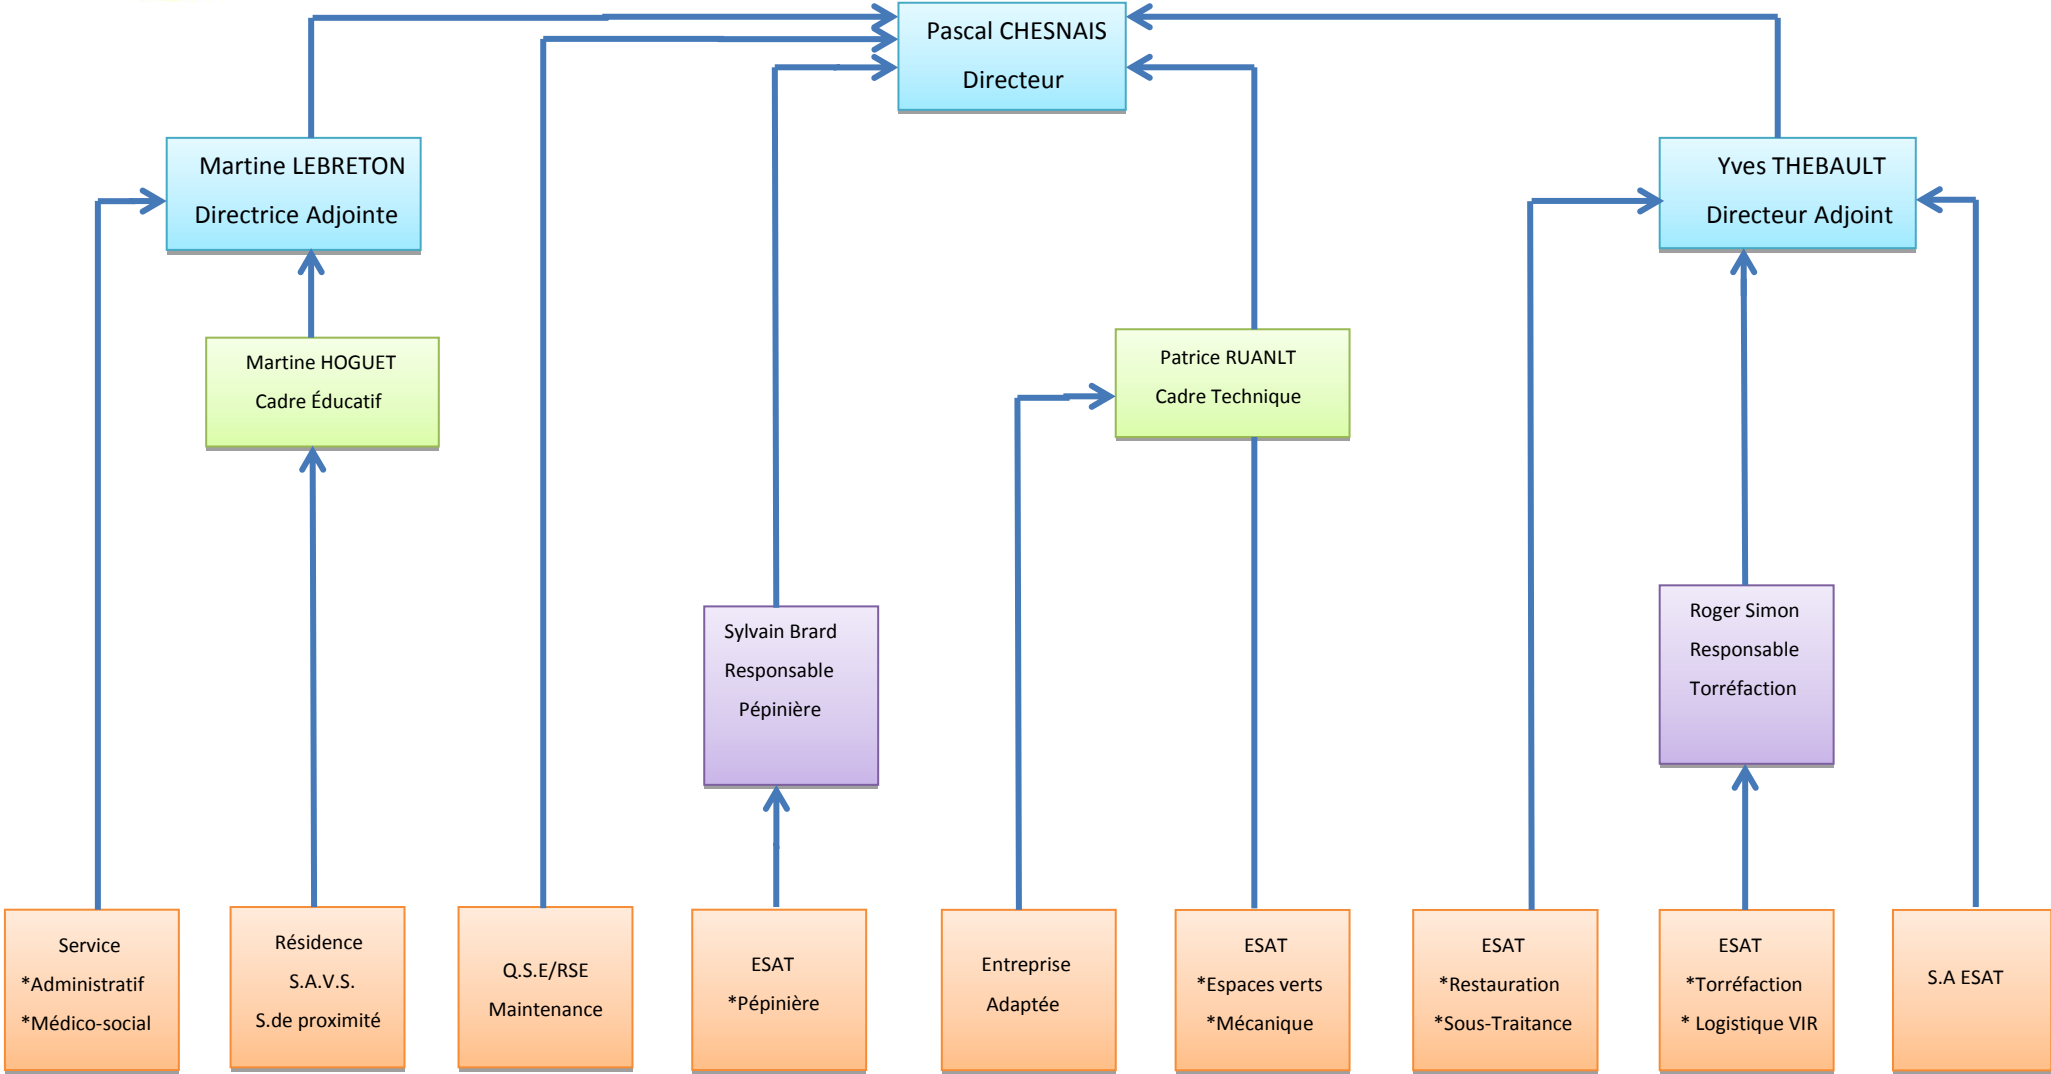 Pascal CHESNAIS
Directeur
Martine LEBRETON
Directrice Adjointe
Yves THEBAULT
Directeur Adjoint
Martine HOGUET
Cadre Éducatif
Patrice RUANLT
Cadre Technique
Sylvain Brard
Responsable
Pépinière
Roger Simon
Responsable
Torréfaction
Service
*Administratif
*Médico-social
Résidence
S.A.V.S.
S.de proximité
Q.S.E/RSE
Maintenance
ESAT
*Pépinière
Entreprise
Adaptée
ESAT
*Espaces verts
*Mécanique
ESAT
*Restauration
*Sous-Traitance
ESAT
*Torréfaction
* Logistique VIR
S.A ESAT